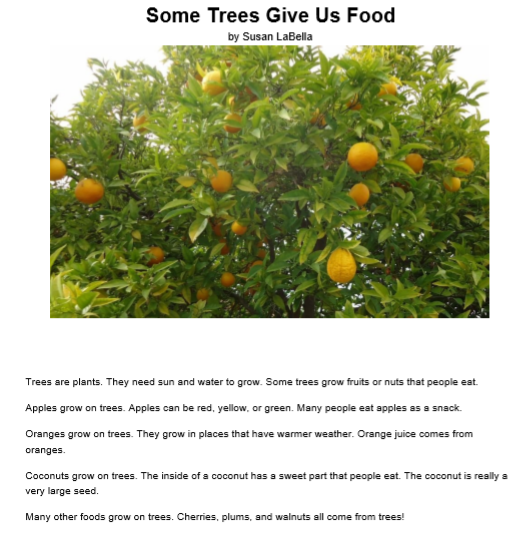 Some Trees Give Us Food
by Susan LaBella
Trees are plants. They need sun and water to grow. Some trees grow fruits or nuts that people eat.
Apples grow on trees. Apples can be red, yellow, or green. Many people eat apples as a snack.
Oranges grow on trees. They grow in places that have warmer weather. Orange juice comes from
oranges.
Coconuts grow on trees. The inside of a coconut has a sweet part that people eat. The coconut is really a
very large seed.
Many other foods grow on trees. Cherries, plums, and walnuts all come from trees!